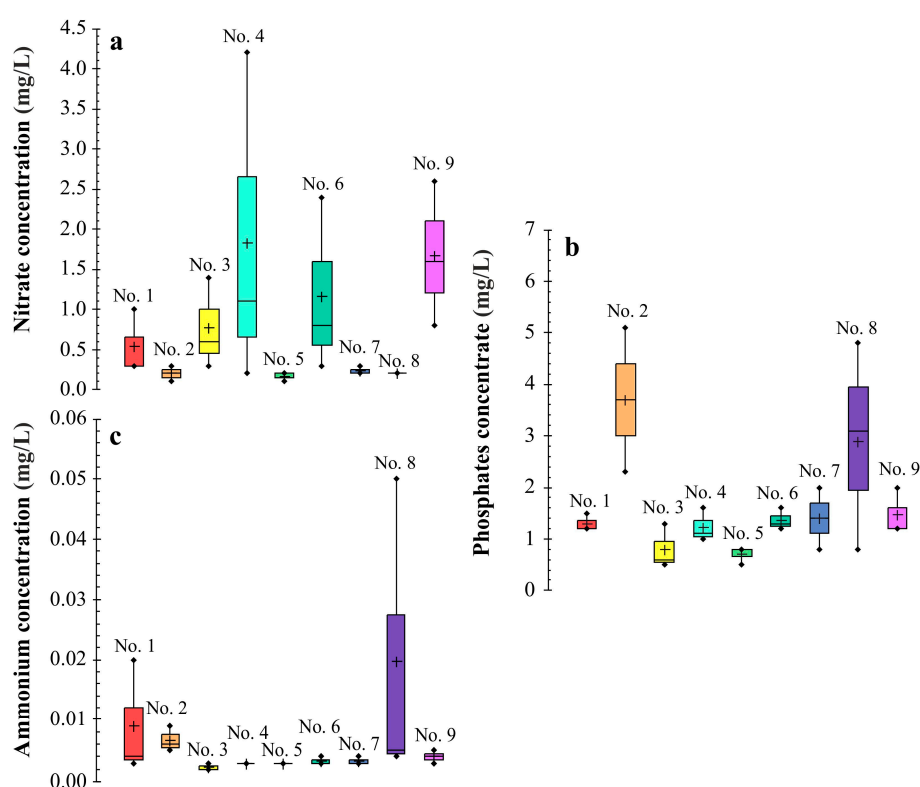 a
Nitrate concentration (mg/L)
4.5
4.0
3.5
3.0
2.5
2.0
1.5
1.0
0.5
0.0
No. 1
No. 2
No. 3
No. 4
No. 5
No. 6
No. 7
No. 8
No. 9
b
Phosphates concentrate (mg/L)
7
6
5
4
3
2
1
0
No. 1
No. 2
No. 3
No. 4
No. 5
No. 6
No. 7
No. 8
No. 9
c
Ammonium concentration (mg/L)
0.06
0.05
0.04
0.03
0.02
0.01
0.00
No. 1
No. 2
No. 3
No. 4
No. 5
No. 6
No. 7
No. 8
No. 9